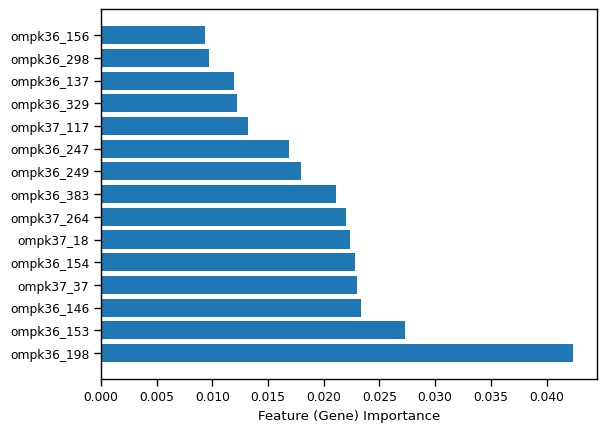 ompk36_156
ompk36_298
ompk36_137
ompk36_329
ompk37_117
ompk36_247
ompk36_249
ompk36_383
ompk37_264
ompk37_18
ompk36_154
ompk37_37
ompk36_146
ompk36_153
ompk36_198
0.000 0.005 0.010 0.015 0.020 0.025 0.030 0.035 0.040
Feature (Gene) Importance